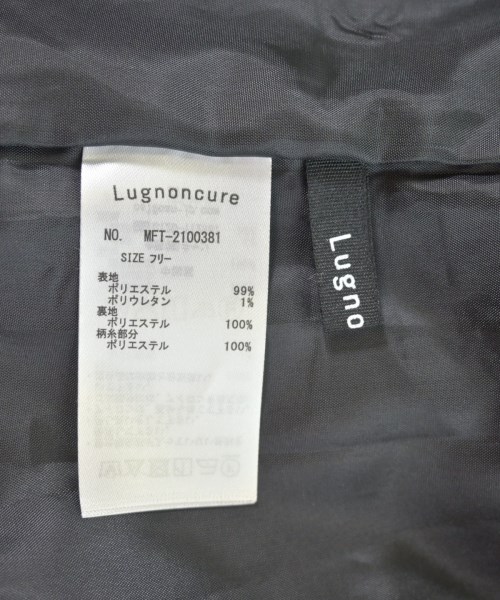 Lugnoncure
NO. MFT-2100381
SIZE フリー
表地
ポリエステル 99%
ポリウレタン 1%
裏地
ポリエステル 100%
柄糸部分
ポリエステル 100%
Lugno